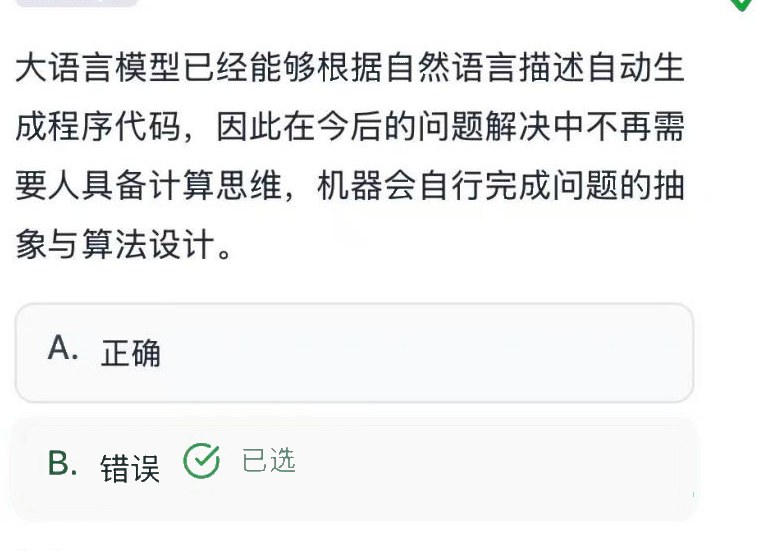 大语言模型已经能够根据自然语言描述自动生
成程序代码，因此在今后的问题解决中不再需
要人具备计算思维，机器会自行完成问题的抽
象与算法设计。
A. 正确
B. 错误 已选